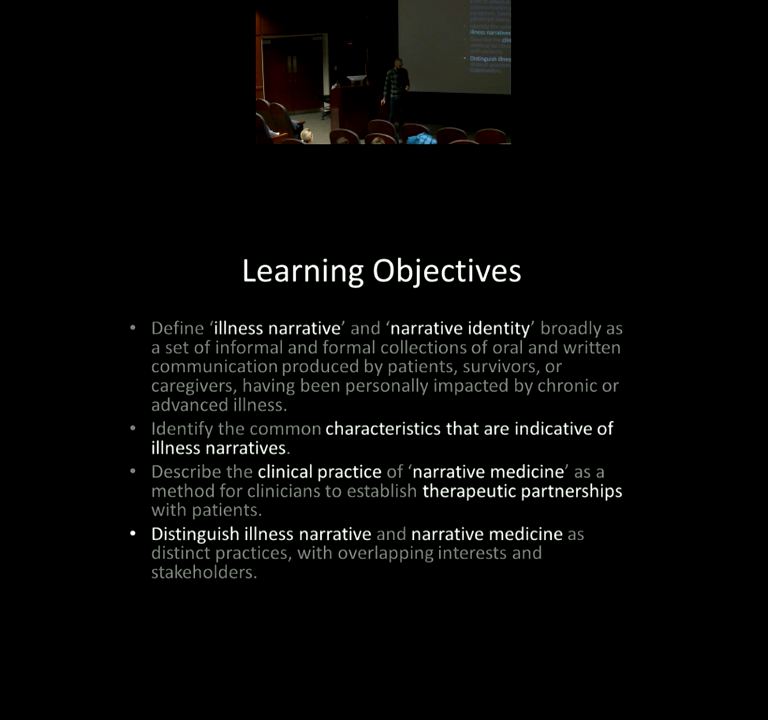 Learning Objectives
• Define ‘illness narrative’ and ‘narrative identity’ broadly as
a set of informal and formal collections of oral and written
communication produced by patients, survivors, or
caregivers, having been personally impacted by chronic or
advanced illness.
• Identify the common characteristics that are indicative of
illness narratives.
• Describe the clinical practice of ‘narrative medicine’ as a
method for clinicians to establish therapeutic partnerships
with patients.
• Distinguish illness narrative and narrative medicine as
distinct practices, with overlapping interests and
stakeholders.